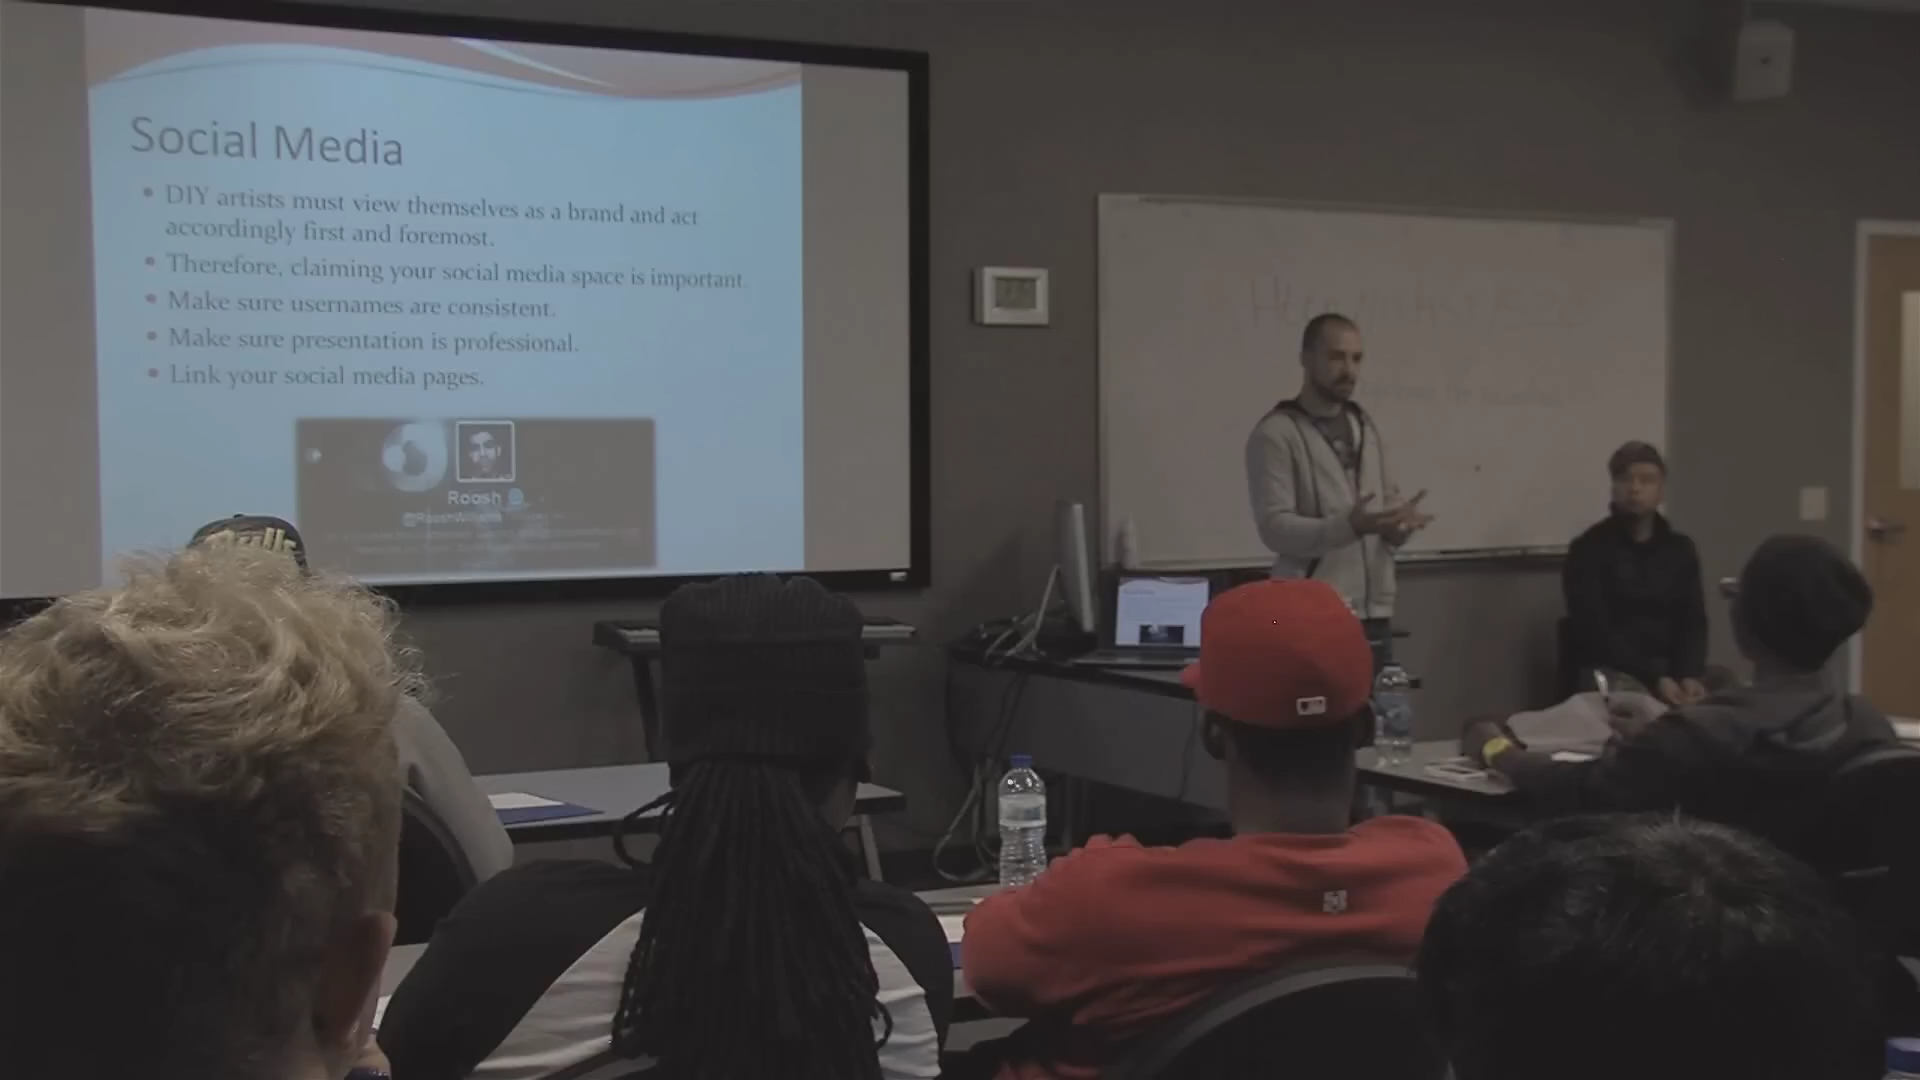 Social Media
• DIY artists must view themselves as a brand and act
accordingly first and foremost.
• Therefore, claiming your social media space is important.
• Make sure usernames are consistent.
• Make sure presentation is professional.
• Link your social media pages.
Roosh
@RooshWilliams
Bulls